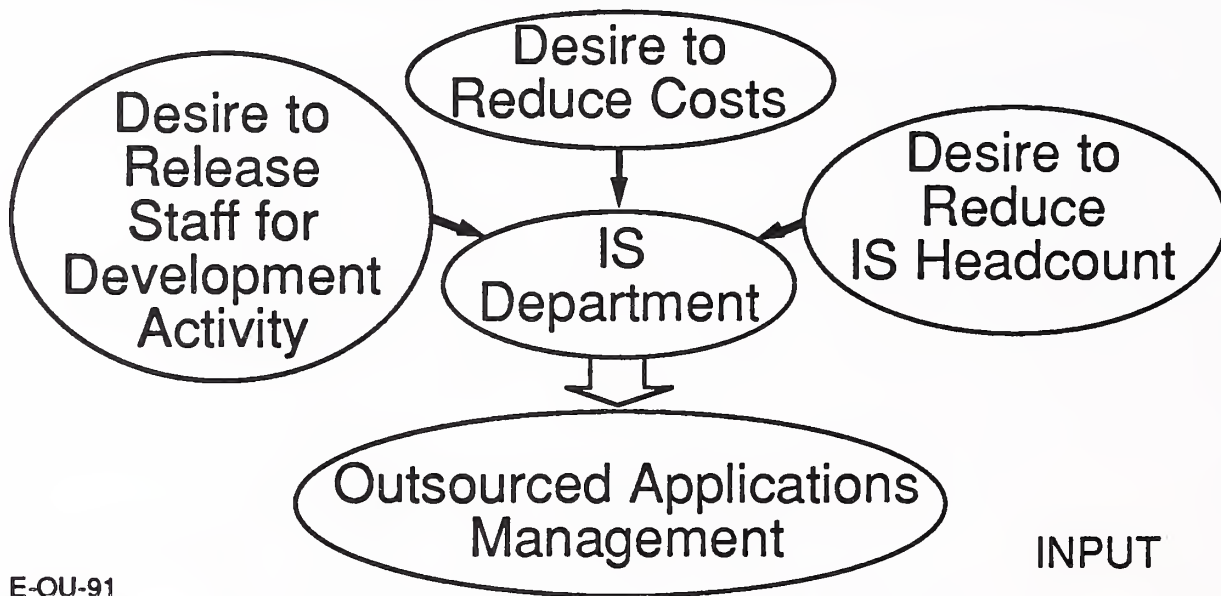 Desire to
Reduce Costs
Desire to
Release
Staff for
Development
Activity
Desire to
Reduce
IS Headcount
IS
Department
Outsourced Applications
Management
INPUT
E-OU-91